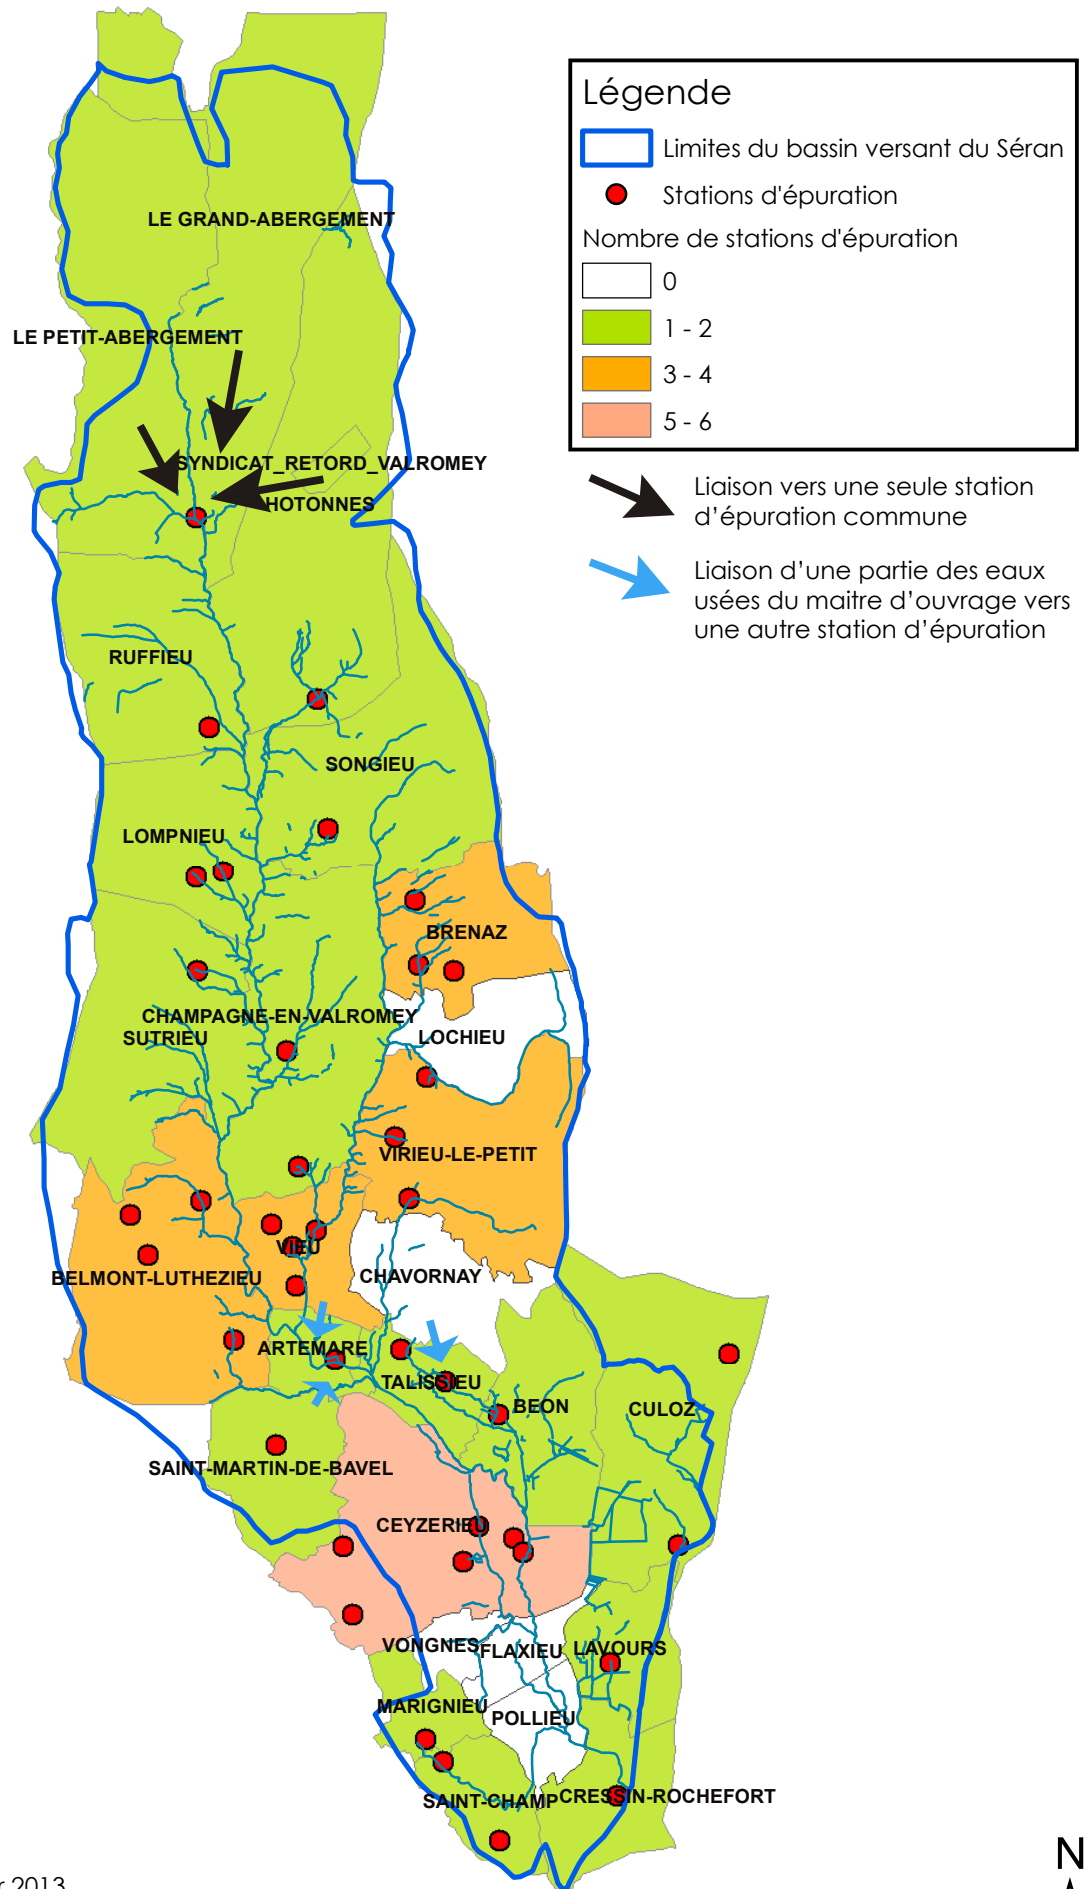 Légende
Limites du bassin versant du Séran
Stations d'épuration
Nombre de stations d'épuration
0
1 - 2
3 - 4
5 - 6
Liaison vers une seule station
d’épuration commune
Liaison d’une partie des eaux
usées du maitre d’ouvrage vers
une autre station d’épuration
LE GRAND-ABERGEMENT
LE PETIT-ABERGEMENT
SYNDICAT_RETORD_VALROMEY
HOTONNES
RUFFIEU
SONGIEU
LOMPNIEU
BRENAZ
CHAMPAGNE-EN-VALROMEY
SUTRIEU
LOCHIEU
VIRIEU-LE-PETIT
VIEU
BELMONT-LUTHEZIEU
CHAVORNAY
ARTEMARE
TALISSIEU
BEON
CULOZ
SAINT-MARTIN-DE-BAVEL
CEYZERIEU
VONGNES
FLAXIEU
LAVOURS
MARIGNIEU
POLLIEU
SAINT-CHAMP
CRESSIN-ROCHEFORT
N
2013